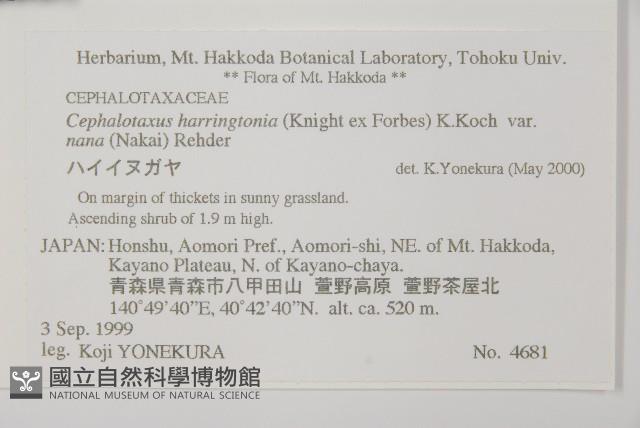 Herbarium, Mt. Hakkoda Botanical Laboratory, Tohoku Univ.
** Flora of Mt. Hakkoda **
CEPHALOTAXACEAE
Cephalotaxus harringtonia (Knight ex Forbes) K.Koch var.
nana (Nakai) Rehder
ハイイヌガヤ det. K.Yonekura (May 2000)
On margin of thickets in sunny grassland.
Ascending shrub of 1.9 m high.
JAPAN: Honshu, Aomori Pref., Aomori-shi, NE. of Mt. Hakkoda,
Kayano Plateau, N. of Kayano-chaya.
青森県青森市八甲田山 萱野高原 萱野茶屋北
140°49'40"E, 40°42'40"N. alt. ca. 520 m.
3 Sep. 1999
leg. Koji YONEKURA No. 4681
國立自然科學博物館
NATIONAL MUSEUM OF NATURAL SCIENCE